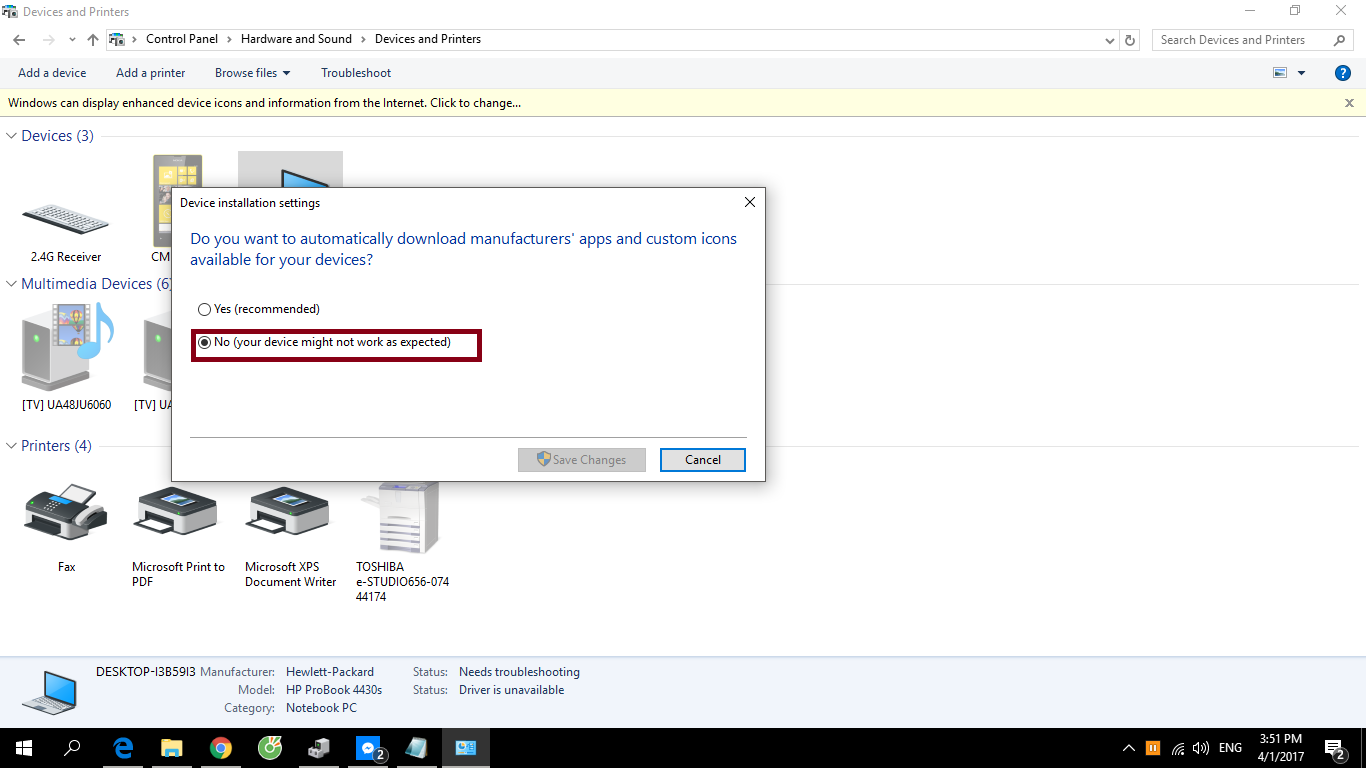 Devices and Printers
Control Panel > Hardware and Sound > Devices and Printers
Search Devices and Printers
Add a device
Add a printer
Browse files
Troubleshoot
Windows can display enhanced device icons and information from the Internet. Click to change...
Devices (3)
2.4G Receiver
CM
Device installation settings
Do you want to automatically download manufacturers' apps and custom icons
available for your devices?
Yes (recommended)
No (your device might not work as expected)
Save Changes
Cancel
Multimedia Devices (6)
[TV] UA48JU6060
[TV] UA
Printers (4)
Fax
Microsoft Print to
PDF
Microsoft XPS
Document Writer
TOSHIBA
e-STUDIO656-074
44174
DESKTOP-I3B59I3
Manufacturer: Hewlett-Packard
Model: HP ProBook 4430s
Category: Notebook PC
Status: Needs troubleshooting
Status: Driver is unavailable
2
ENG
3:51 PM
4/1/2017
2